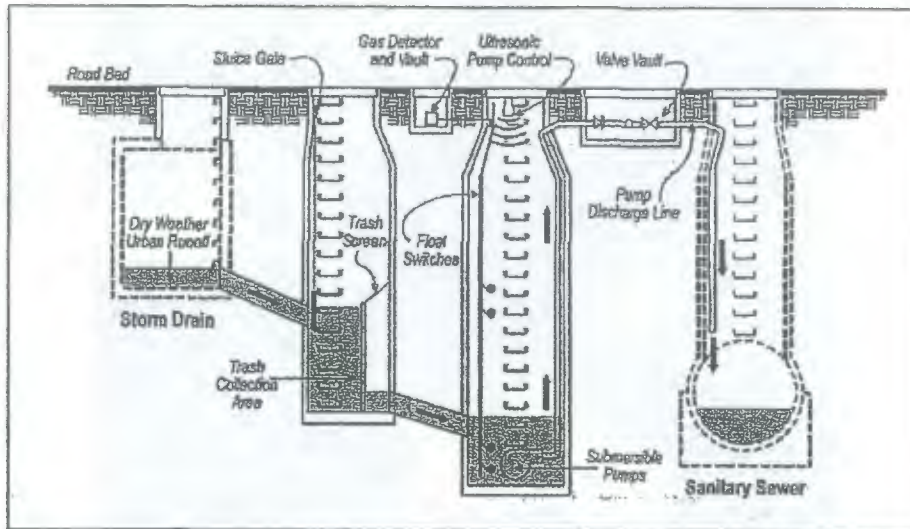 Road Bed
Sluice Gate
Gas Detector
and Vault
Ultrasonic
Pump Control
Valve Vault
Dry Weather
Urban Runoff
Storm Drain
Trash
Screen
Float
Switches
Pump
Discharge Line
Trash
Collection
Area
Submersible
Pumps
Sanitary Sewer